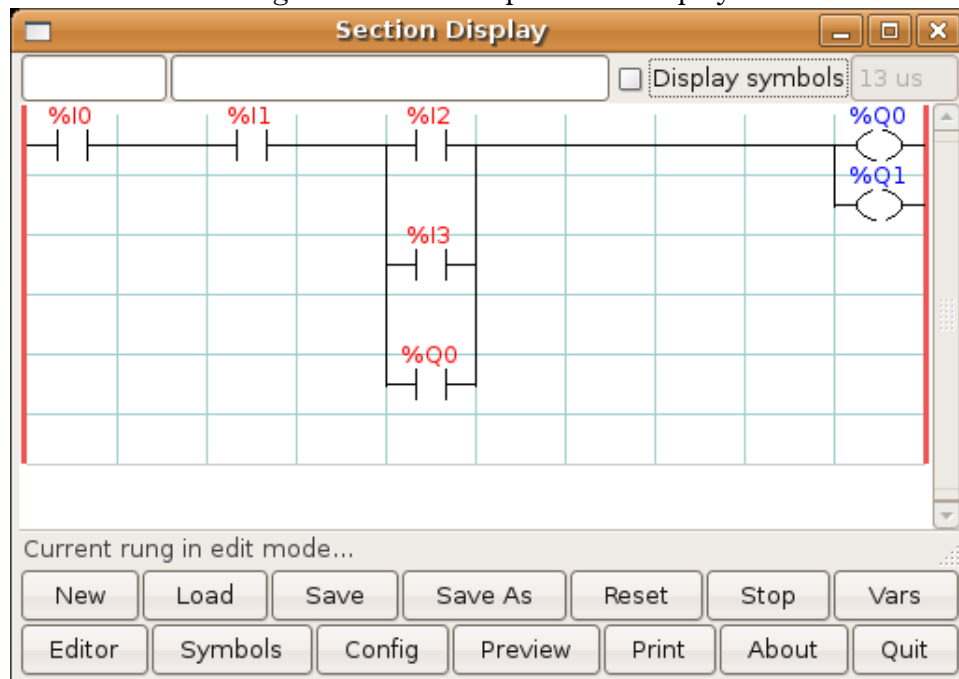 Section Display
Display symbols 13 us
%I0 %I1 %I2 %Q0
%Q1
%I3
%Q0
Current rung in edit mode...
New Load Save Save As Reset Stop Vars
Editor Symbols Config Preview Print About Quit